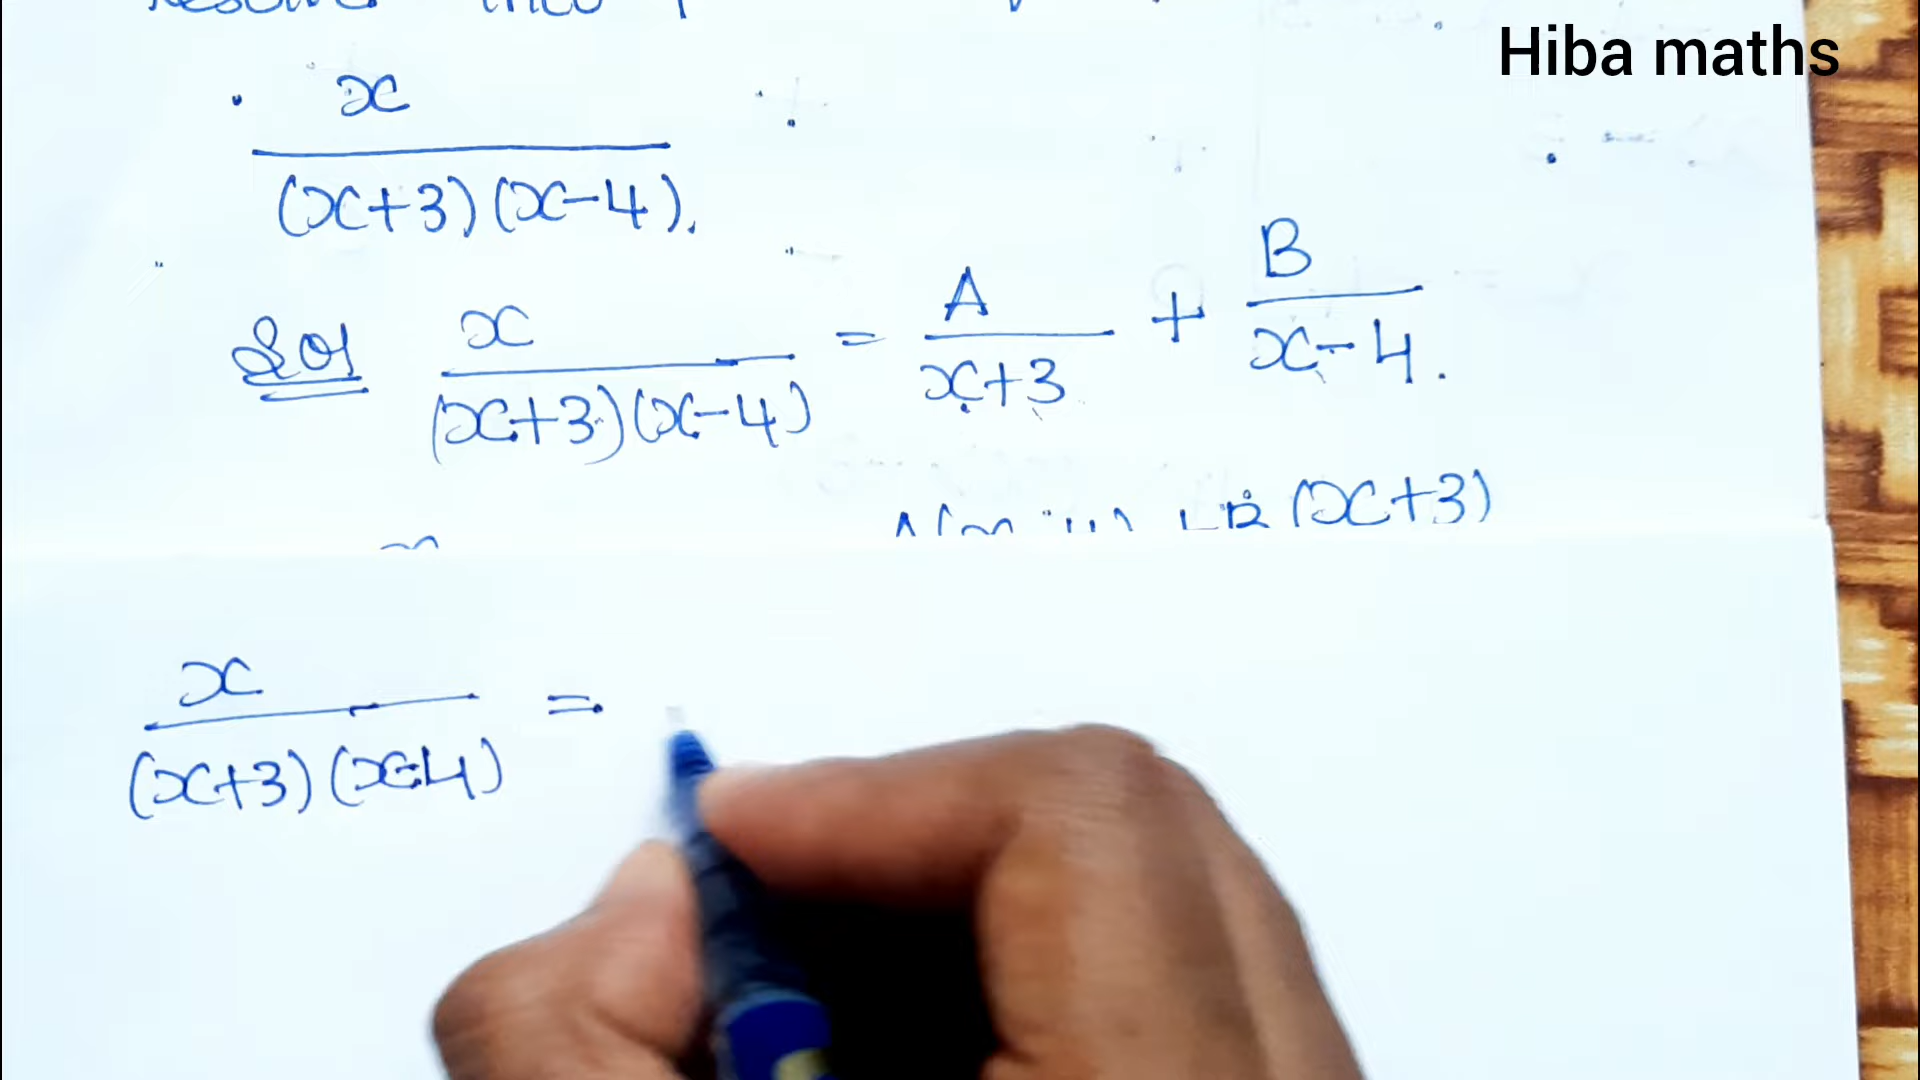 Hiba maths
x
(x+3)(x-4).
Sol x = A + B
(x+3)(x-4) x+3 x-4.
(x+3)
x =
(x+3)(x-4)